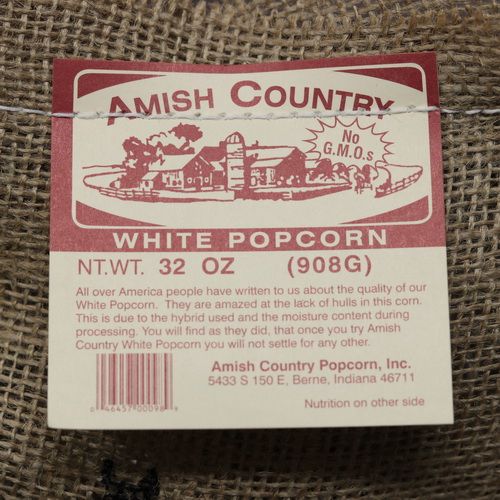 AMISH COUNTRY
No
G.M.O.s
WHITE POPCORN
NT.WT. 32 OZ (908G)
All over America people have written to us about the quality of our
White Popcorn. They are amazed at the lack of hulls in this corn.
This is due to the hybrid used and the moisture content during
processing. You will find as they did, that once you try Amish
Country White Popcorn you will not settle for any other.
Amish Country Popcorn, Inc.
5433 S 150 E, Berne, Indiana 46711
0 46457 00098 9
Nutrition on other side